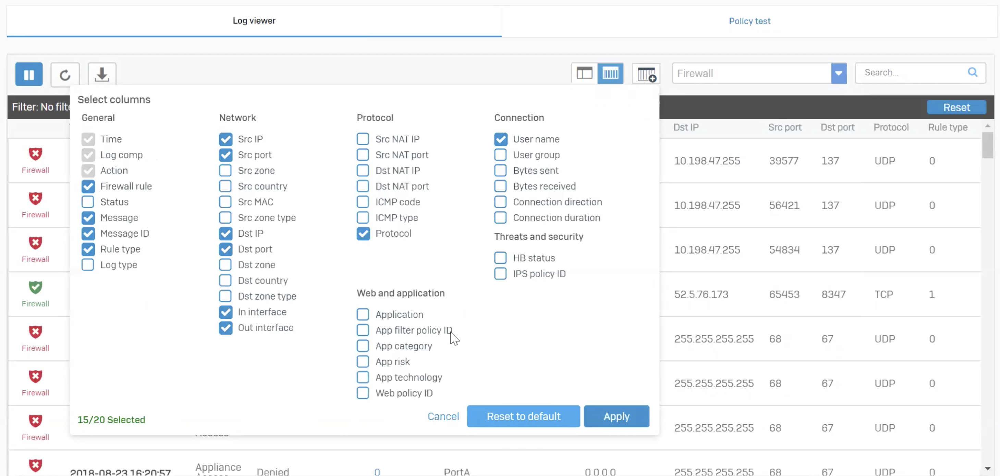 Log viewer
Policy test
Firewall
Search...
Filter: No filte
Reset
Select columns
General
Time
Log comp
Action
Firewall rule
Status
Message
Message ID
Rule type
Log type
Network
Src IP
Src port
Src zone
Src country
Src MAC
Src zone type
Dst IP
Dst port
Dst zone
Dst country
Dst zone type
In interface
Out interface
Protocol
Src NAT IP
Src NAT port
Dst NAT IP
Dst NAT port
ICMP code
ICMP type
Protocol
Web and application
Application
App filter policy ID
App category
App risk
App technology
Web policy ID
Connection
User name
User group
Bytes sent
Bytes received
Connection direction
Connection duration
Threats and security
HB status
IPS policy ID
15/20 Selected
Cancel
Reset to default
Apply
Dst IP Src port Dst port Protocol Rule type
Firewall 10.198.47.255 39577 137 UDP 0
Firewall 10.198.47.255 56421 137 UDP 0
Firewall 10.198.47.255 54834 137 UDP 0
Firewall 52.5.76.173 65453 8347 TCP 1
Firewall 255.255.255.255 68 67 UDP 0
Firewall 255.255.255.255 68 67 UDP 0
Firewall 255.255.255.255 68 67 UDP 0
2018-08-23 16:20:57 Appliance Denied 0 PortA 0.0.0.0 255.255.255.255 68 67 UDP 0